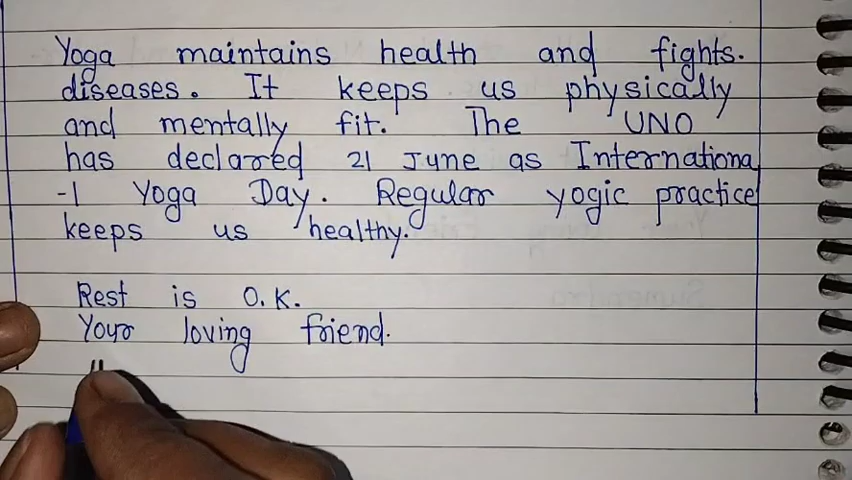 Yoga maintains health and fights.
diseases. It keeps us physically
and mentally fit. The UNO
has declared 21 June as Internationa
-l Yoga Day. Regular yogic practice
keeps us healthy.
Rest is O.K.
Your loving friend.